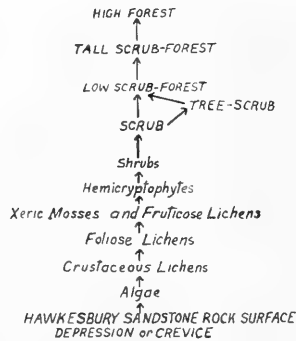 HIGH FOREST
TALL SCRUB-FOREST
LOW SCRUB-FOREST
TREE-SCRUB
SCRUB
Shrubs
Hemicryptophytes
Xeric Mosses and Fruticose Lichens
Foliose Lichens
Crustaceous Lichens
Algae
HAWKESBURY SANDSTONE ROCK SURFACE
DEPRESSION or CREVICE